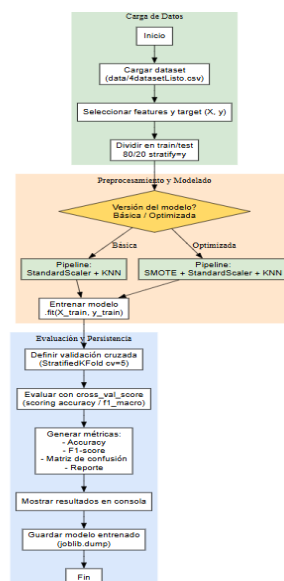 Carga de Datos
Inicio
Cargar dataset
(data/4datasetListo.csv)
Seleccionar features y target (X, y)
Dividir en train/test
80/20 stratify=y
Preprocesamiento y Modelado
Versión del modelo?
Básica / Optimizada
Básica
Optimizada
Pipeline:
StandardScaler + KNN
Pipeline:
SMOTE + StandardScaler + KNN
Entrenar modelo
.fit(X_train, y_train)
Evaluación y Persistencia
Definir validación cruzada
(StratifiedKFold cv=5)
Evaluar con cross_val_score
(scoring accuracy / f1_macro)
Generar métricas:
- Accuracy
- F1-score
- Matriz de confusión
- Reporte
Mostrar resultados en consola
Guardar modelo entrenado
(joblib.dump)
Fin